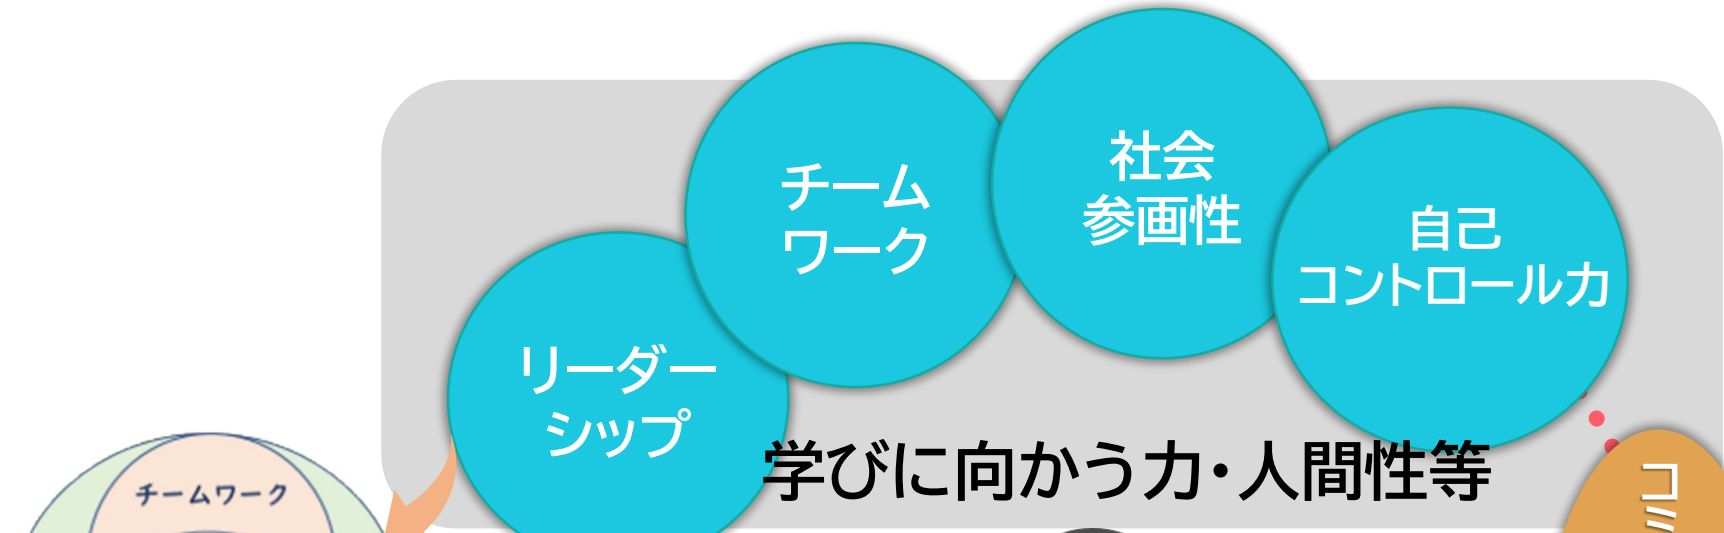 社会
参画性
チーム
ワーク
自己
コントロール力
リーダー
シップ
学びに向かう力・人間性等
チームワーク
コミ